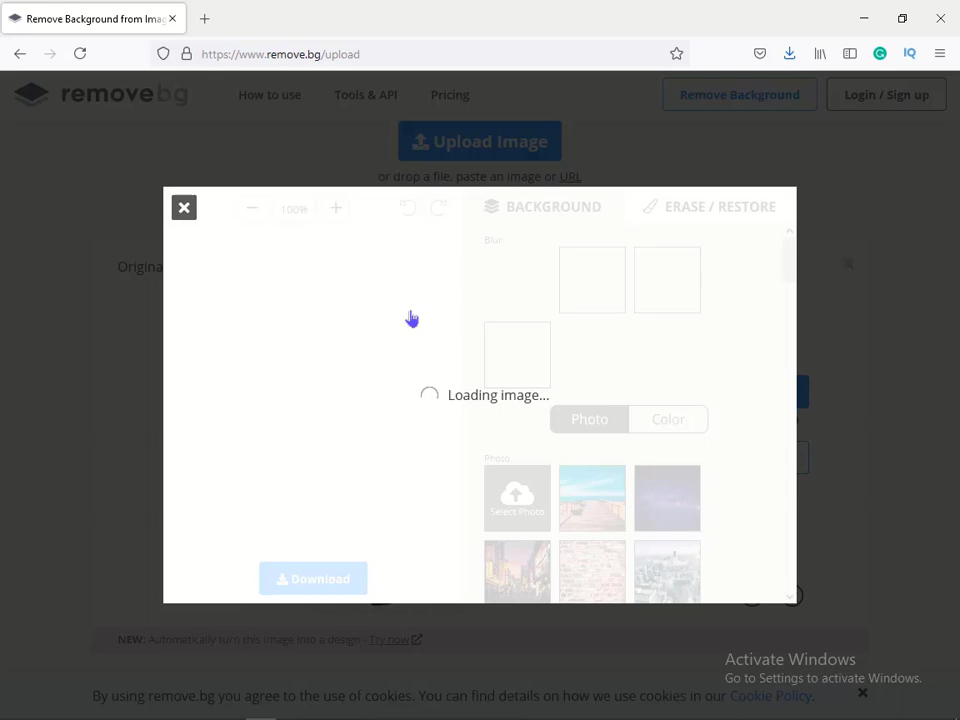 Remove Background from Imag
https://www.remove.bg/upload
IQ
removebg
How to use
Tools & API
Pricing
Remove Background
Login / Sign up
Upload Image
or drop a file, paste an image or URL
Origina
100%
BACKGROUND
ERASE / RESTORE
Blur
Loading image...
Photo
Color
Photo
Select Photo
Download
NEW: Automatically turn this image into a design - Try now
Activate Windows
Go to Settings to activate Windows.
By using remove.bg you agree to the use of cookies. You can find details on how we use cookies in our Cookie Policy.